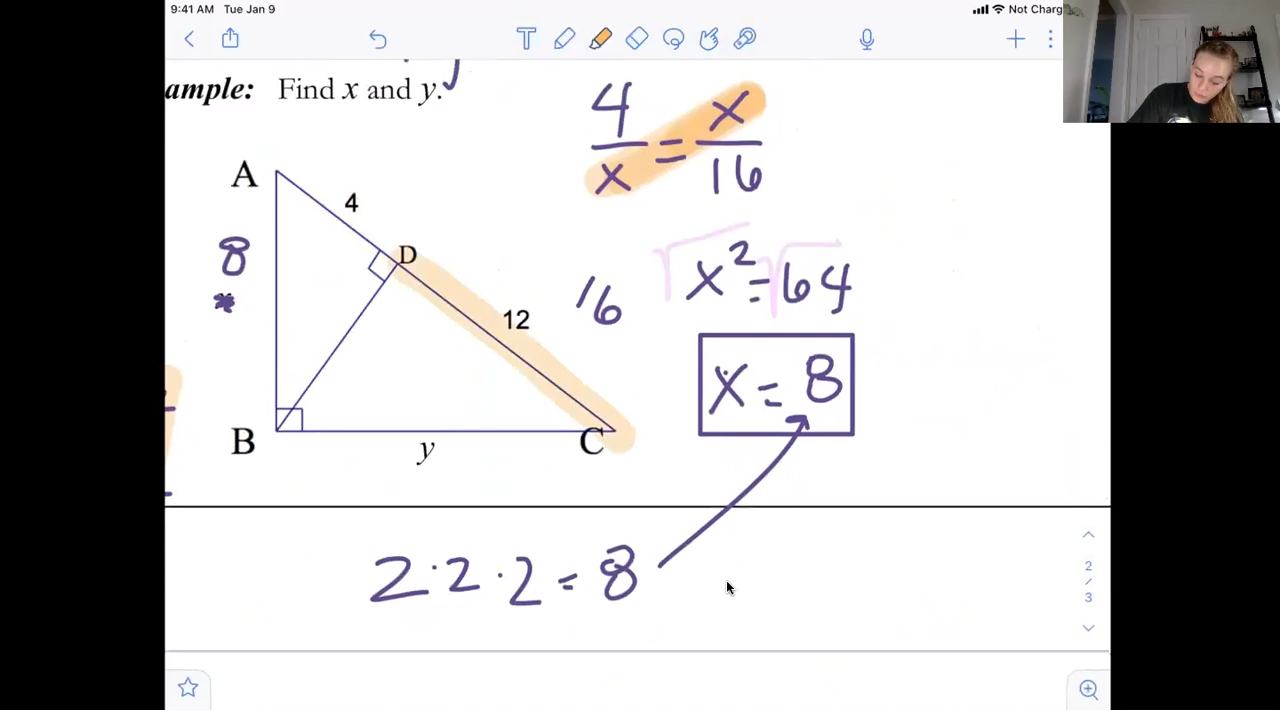 9:41 AM Tue Jan 9
Not Charg
T
ample: Find x and y.
4/x = x/16
A
4
8
D
x² = 64
16
12
x = 8
B
y
C
2 · 2 · 2 = 8
2
/
3